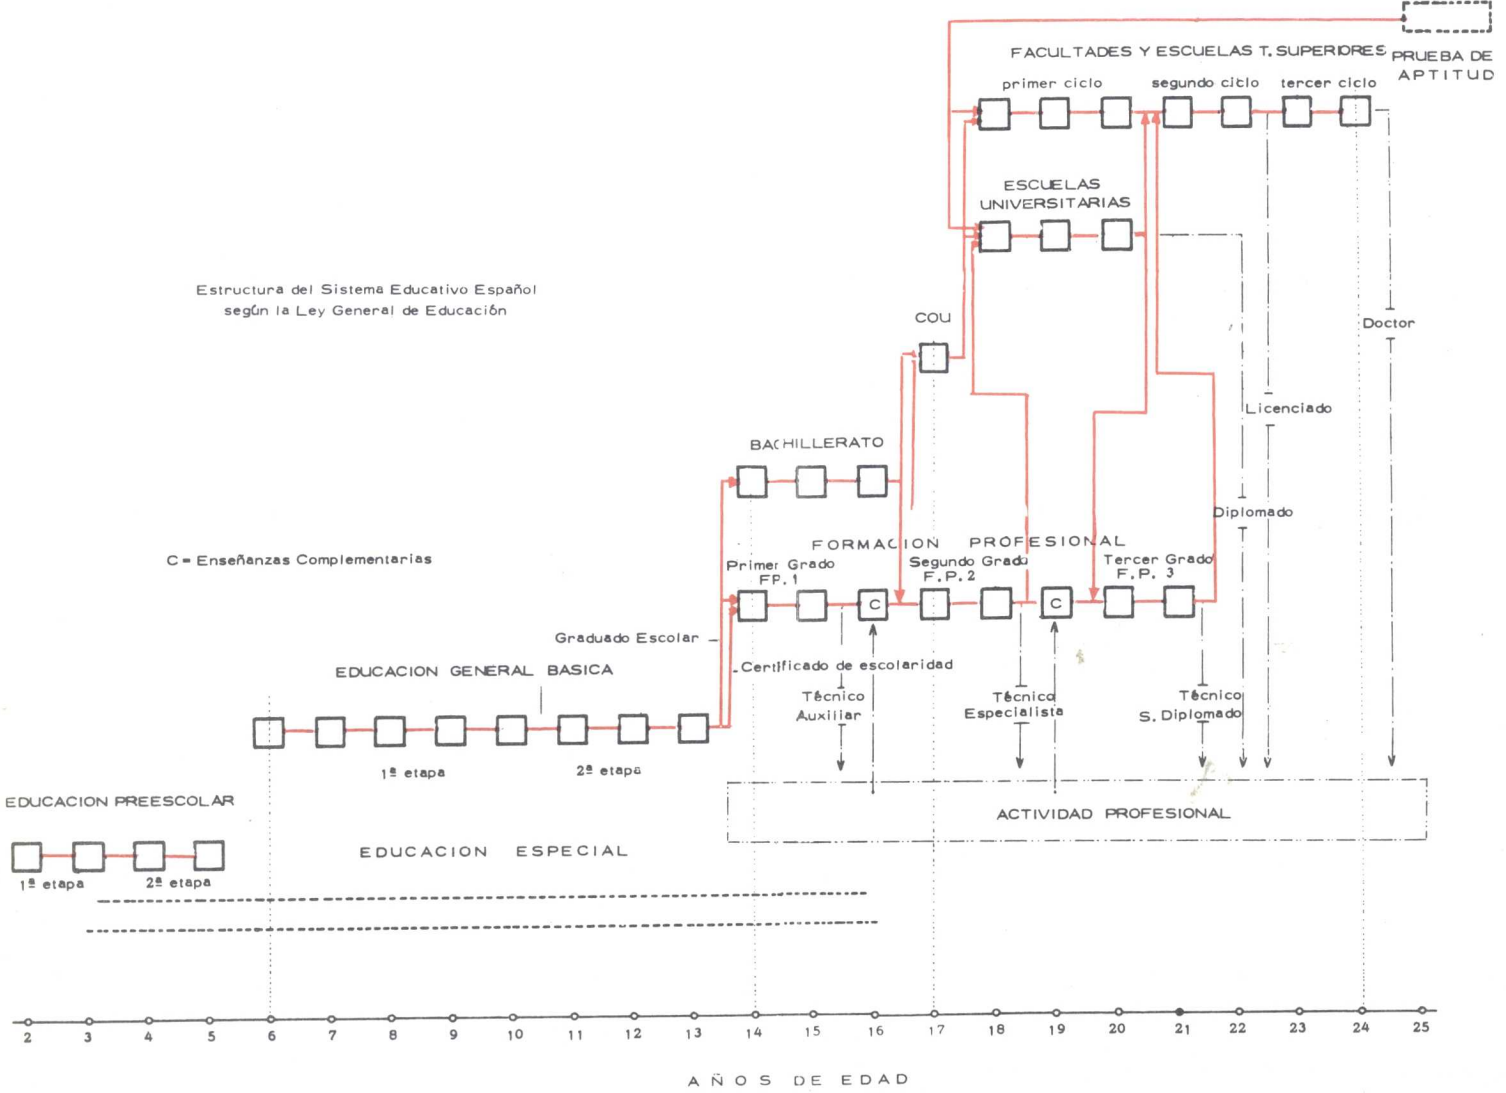 FACULTADES Y ESCUELAS T. SUPERIORES
PRUEBA DE
APTITUD
primer ciclo
segundo ciclo
tercer ciclo
ESCUELAS
UNIVERSITARIAS
Estructura del Sistema Educativo Español
según la Ley General de Educación
COU
Doctor
Licenciado
BACHILLERATO
Diplomado
C = Enseñanzas Complementarias
FORMACION PROFESIONAL
Primer Grado
FP. 1
Segundo Grado
F. P. 2
Tercer Grado
F. P. 3
C
C
Graduado Escolar
Certificado de escolaridad
EDUCACION GENERAL BASICA
Técnico
Auxiliar
Técnico
Especialista
Técnico
S. Diplomado
1ª etapa
2ª etapa
EDUCACION PREESCOLAR
ACTIVIDAD PROFESIONAL
1ª etapa
2ª etapa
EDUCACION ESPECIAL
2 3 4 5 6 7 8 9 10 11 12 13 14 15 16 17 18 19 20 21 22 23 24 25
AÑOS DE EDAD